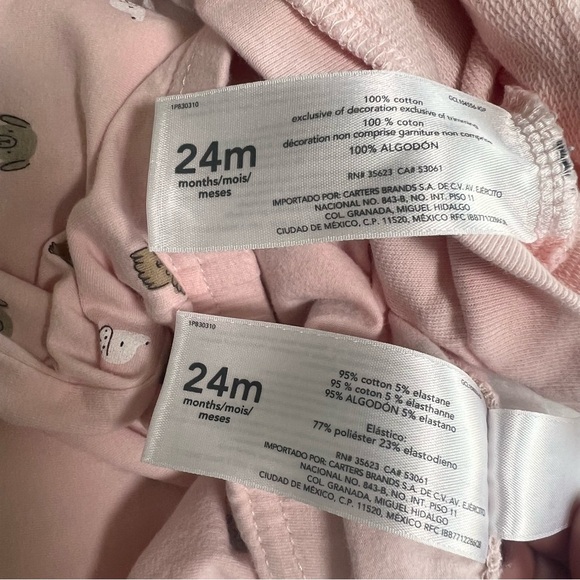 1PB30310
24m
months/mois/
meses
100% cotton
exclusive of decoration exclusive of trimming
100 % coton
décoration non comprise garniture non comprise
100% ALGODÓN
RN# 35623 CA# 53061
IMPORTADO POR: CARTERS BRANDS S.A. DE C.V. AV. EJÉRCITO
NACIONAL NO. 843-B, NO. INT. PISO 11
COL. GRANADA, MIGUEL HIDALGO
CIUDAD DE MÉXICO, C.P. 11520, MÉXICO RFC
1PB30310
24m
months/mois/
meses
95% cotton 5% elastane
95 % coton 5 % élasthanne
95% ALGODÓN 5% elastano
Elástico:
77% poliéster 23% elastodieno
RN# 35623 CA# 53061
IMPORTADO POR: CARTERS BRANDS S.A. DE C.V. AV. EJÉRCITO
NACIONAL NO. 843-B, NO. INT. PISO 11
COL. GRANADA, MIGUEL HIDALGO
CIUDAD DE MÉXICO, C.P. 11520, MÉXICO RFC